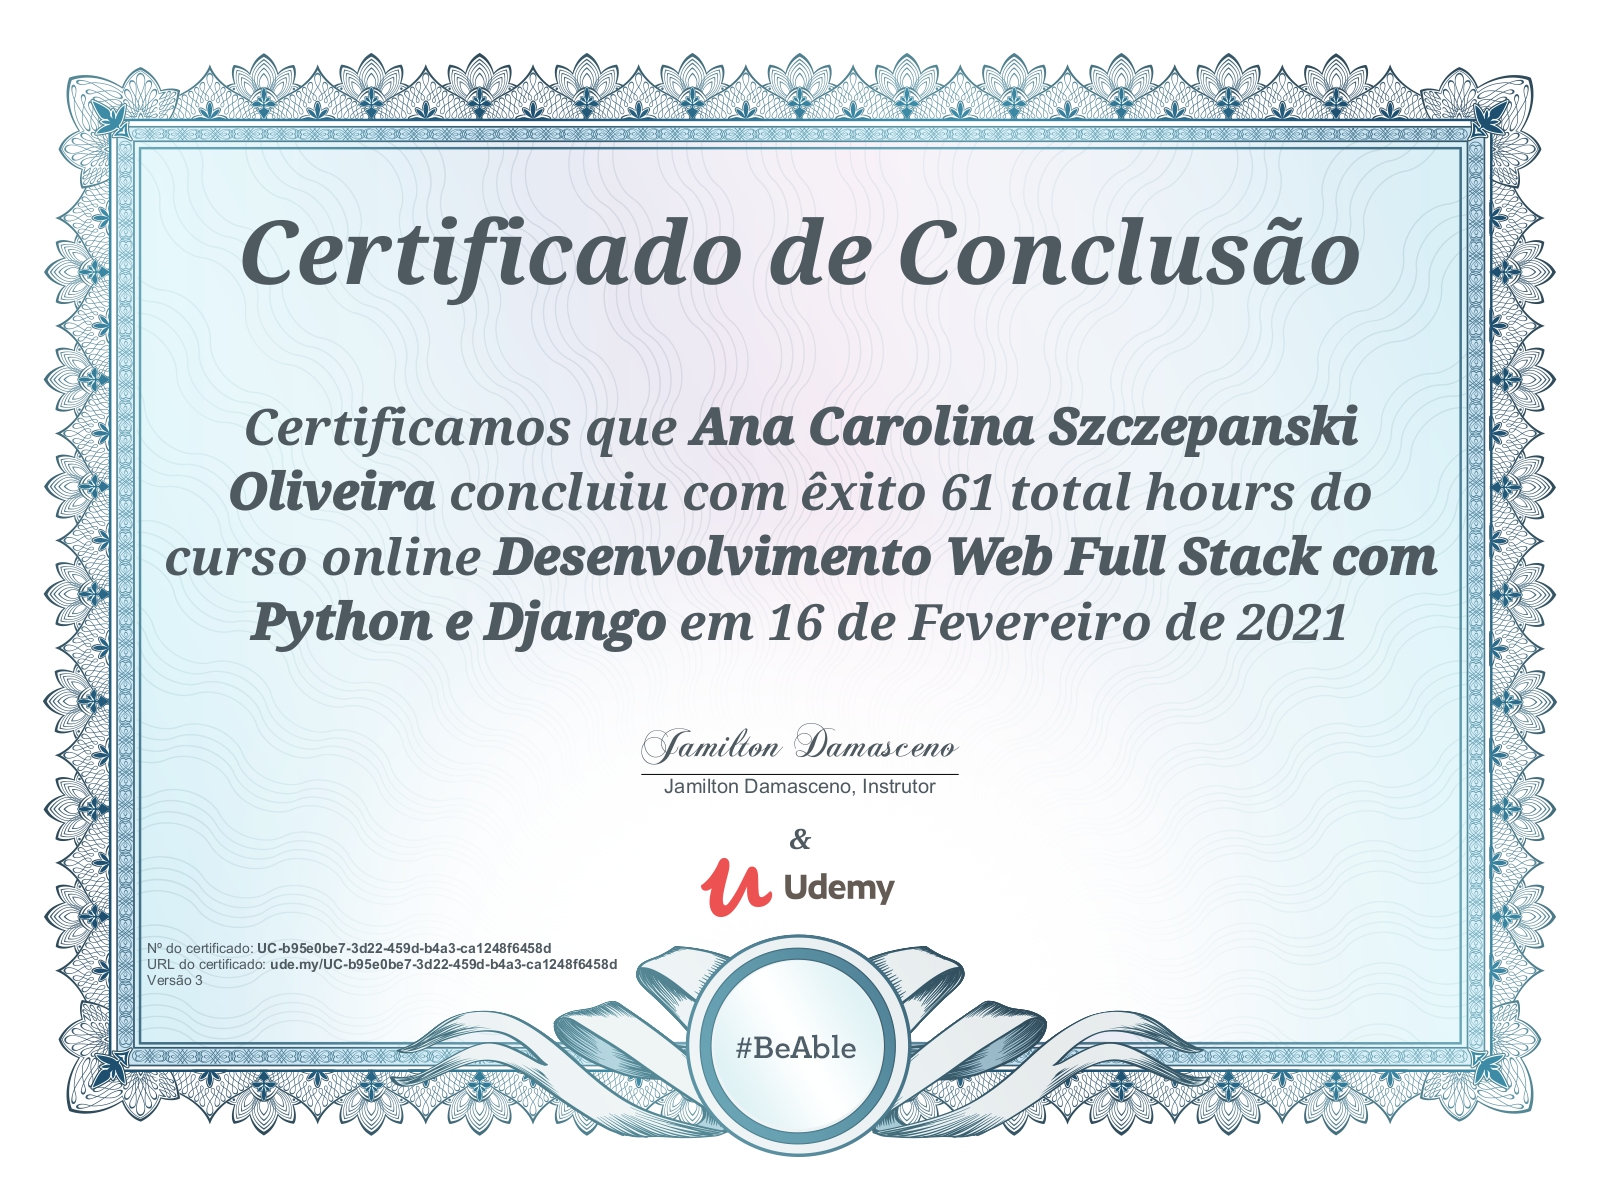 Certificado de Conclusão
Certificamos que Ana Carolina Szczepanski
Oliveira concluiu com êxito 61 total hours do
curso online Desenvolvimento Web Full Stack com
Python e Django em 16 de Fevereiro de 2021
Jamilton Damasceno
Jamilton Damasceno, Instrutor
&
Udemy
Nº do certificado: UC-b95e0be7-3d22-459d-b4a3-ca1248f6458d
URL do certificado: ude.my/UC-b95e0be7-3d22-459d-b4a3-ca1248f6458d
Versão 3
#BeAble